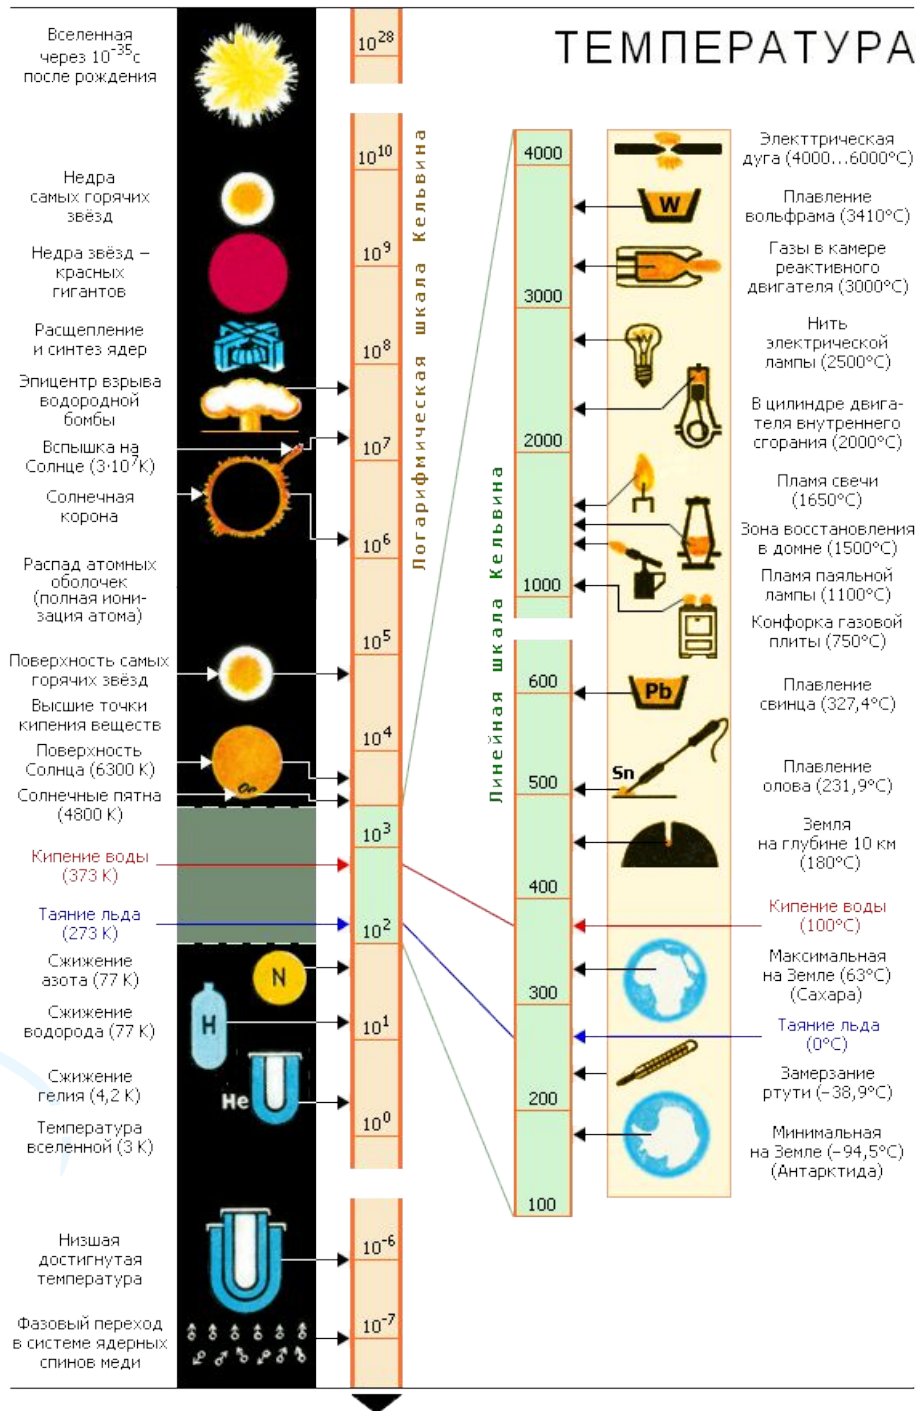 ТЕМПЕРАТУРА
Вселенная
через 10⁻³⁵с
после рождения
Недра
самых горячих
звёзд
Недра звёзд –
красных
гигантов
Расщепление
и синтез ядер
Эпицентр взрыва
водородной
бомбы
Вспышка на
Солнце (3·10⁷К)
Солнечная
корона
Распад атомных
оболочек
(полная иони-
зация атома)
Поверхность самых
горячих звёзд
Высшие точки
кипения веществ
Поверхность
Солнца (6300 К)
Солнечные пятна
(4800 К)
Кипение воды
(373 К)
Таяние льда
(273 К)
Сжижение
азота (77 К)
Сжижение
водорода (77 К)
Сжижение
гелия (4,2 К)
Температура
вселенной (3 К)
Низшая
достигнутая
температура
Фазовый переход
в системе ядерных
спинов меди
N
H
He
10²⁸
10¹⁰
10⁹
10⁸
10⁷
10⁶
10⁵
10⁴
10³
10²
10¹
10⁰
10⁻⁶
10⁻⁷
Логарифмическая шкала Кельвина
Линейная шкала Кельвина
4000
3000
2000
1000
600
500
400
300
200
100
W
Pb
Sn
Электтрическая
дуга (4000...6000°С)
Плавление
вольфрама (3410°С)
Газы в камере
реактивного
двигателя (3000°С)
Нить
электрической
лампы (2500°С)
В цилиндре двига-
теля внутреннего
сгорания (2000°С)
Пламя свечи
(1650°С)
Зона восстановления
в домне (1500°С)
Пламя паяльной
лампы (1100°С)
Конфорка газовой
плиты (750°С)
Плавление
свинца (327,4°С)
Плавление
олова (231,9°С)
Земля
на глубине 10 км
(180°С)
Кипение воды
(100°С)
Максимальная
на Земле (63°С)
(Сахара)
Таяние льда
(0°С)
Замерзание
ртути (–38,9°С)
Минимальная
на Земле (–94,5°С)
(Антарктида)